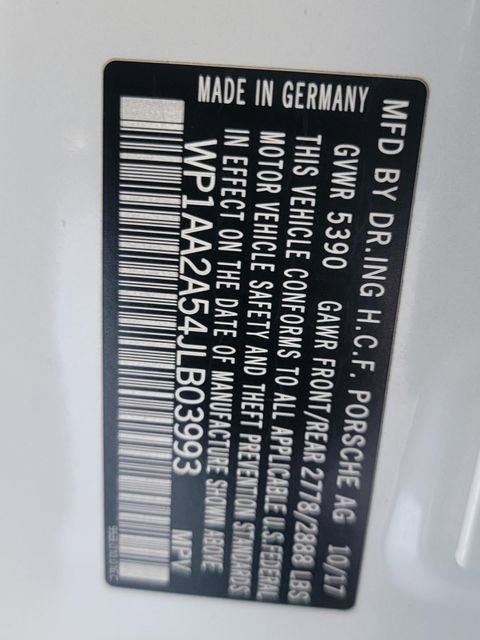 MFD BY DR.ING H.C.F. PORSCHE AG 10/17
GVWR 5390 GAWR FRONT/REAR 2778/2888 LBS
THIS VEHICLE CONFORMS TO ALL APPLICABLE U.S.FEDERAL
MOTOR VEHICLE SAFETY AND THEFT PREVENTION STANDARDS
IN EFFECT ON THE DATE OF MANUFACTURE SHOWN ABOVE
WP1AA2A54JLB03993 MPV
MADE IN GERMANY